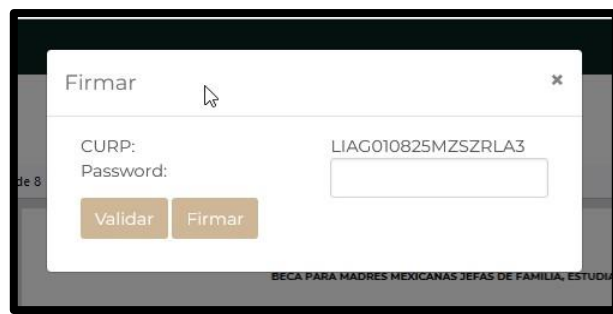 Firmar ×
CURP: LIAG010825MZSZRLA3
Password:
Validar Firmar
de 8
BECA PARA MADRES MEXICANAS JEFAS DE FAMILIA,